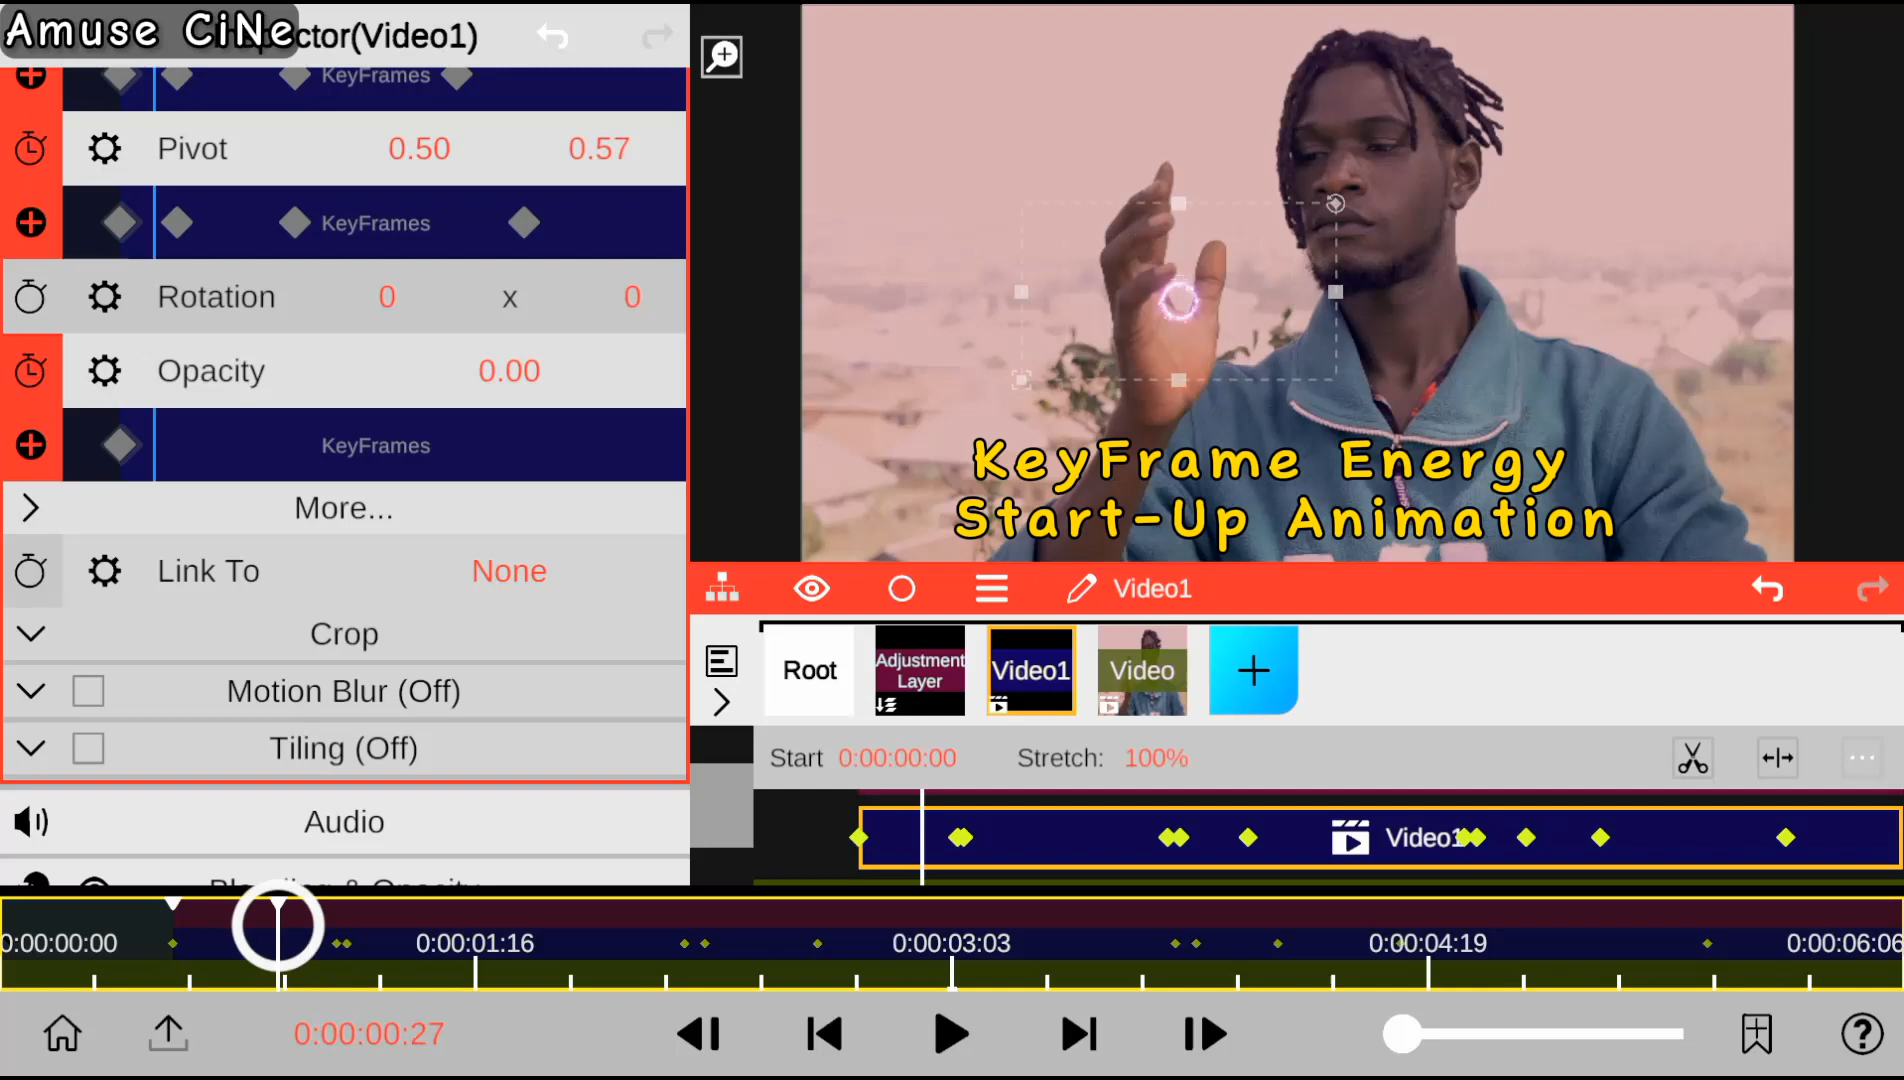 Amuse CiNe
ctor(Video1)
KeyFrames
Pivot 0.50 0.57
KeyFrames
Rotation 0 x 0
Opacity 0.00
KeyFrames
More...
Link To None
Crop
Motion Blur (Off)
Tiling (Off)
Audio
KeyFrame Energy
Start-Up Animation
Video1
Root
Adjustment
Layer
Video1
Video
Start 0:00:00:00 Stretch: 100%
Video1
0:00:00:00 0:00:01:16 0:00:03:03 0:00:04:19 0:00:06:06
0:00:00:27